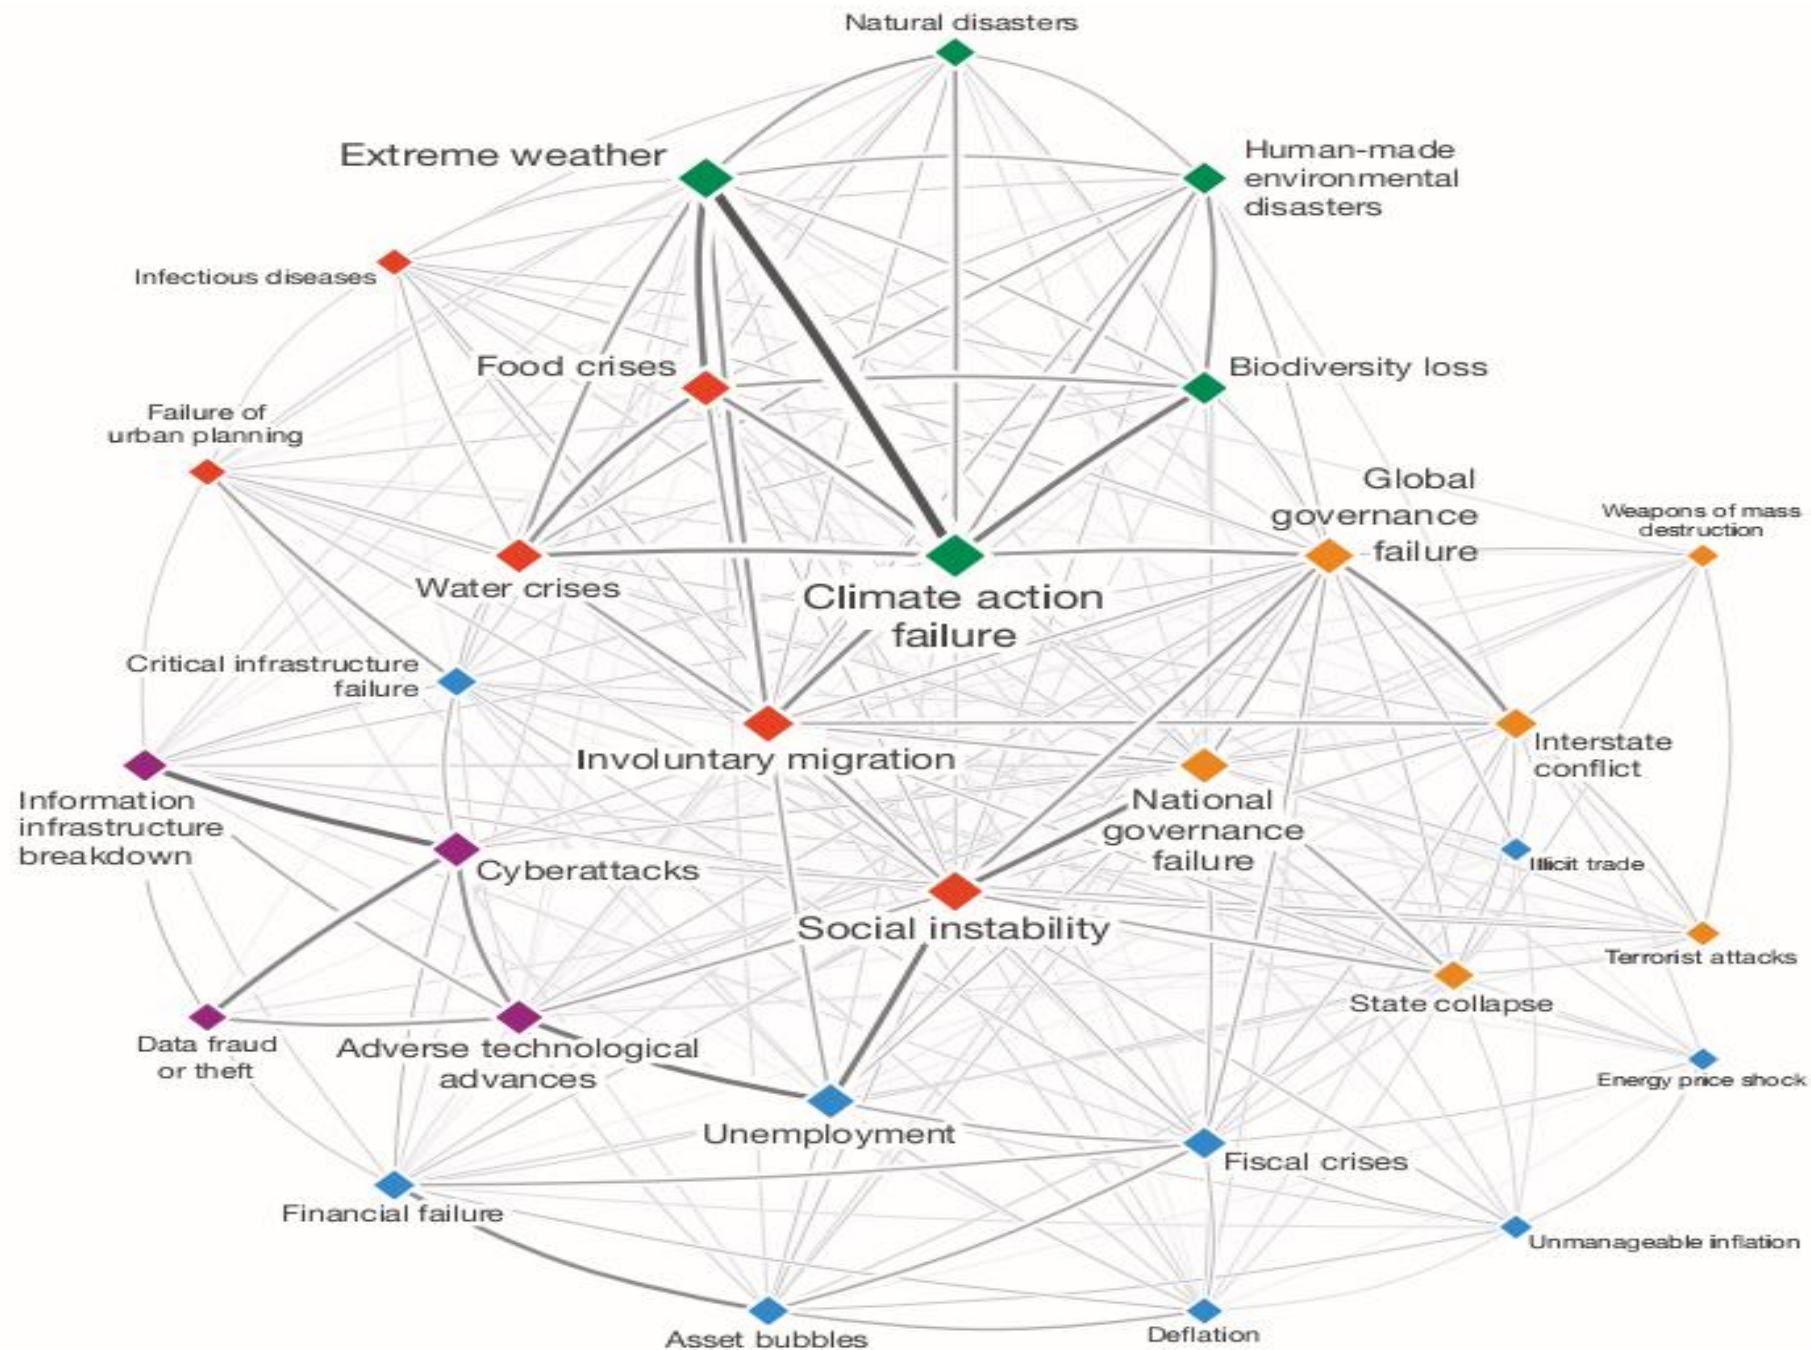 Natural disasters
Extreme weather
Human-made
environmental
disasters
Infectious diseases
Food crises
Biodiversity loss
Failure of
urban planning
Global
governance
failure
Weapons of mass
destruction
Water crises
Climate action
failure
Critical infrastructure
failure
Involuntary migration
Interstate
conflict
National
governance
failure
Information
infrastructure
breakdown
Cyberattacks
Illicit trade
Social instability
Terrorist attacks
State collapse
Data fraud
or theft
Adverse technological
advances
Energy price shock
Unemployment
Fiscal crises
Financial failure
Unmanageable inflation
Asset bubbles
Deflation